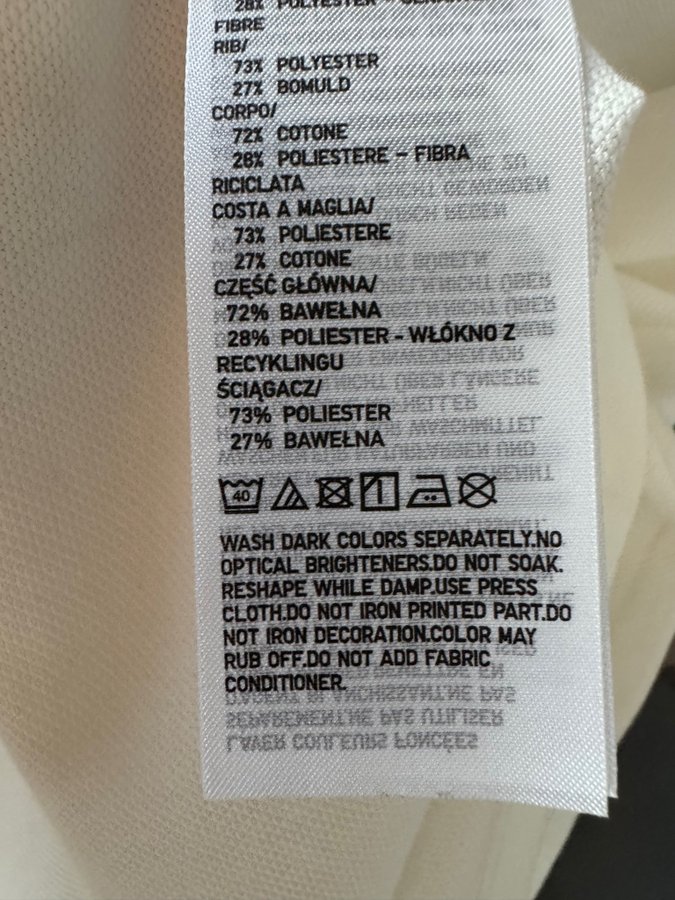 28% POLYESTER
FIBRE
RIB/
73% POLYESTER
27% BOMULD
CORPO/
72% COTONE
28% POLIESTERE - FIBRA
RICICLATA
COSTA A MAGLIA/
73% POLIESTERE
27% COTONE
CZĘŚĆ GŁÓWNA/
72% BAWEŁNA
28% POLIESTER - WŁÓKNO Z
RECYKLINGU
ŚCIĄGACZ/
73% POLIESTER
27% BAWEŁNA
40
WASH DARK COLORS SEPARATELY.NO
OPTICAL BRIGHTENERS.DO NOT SOAK.
RESHAPE WHILE DAMP.USE PRESS
CLOTH.DO NOT IRON PRINTED PART.DO
NOT IRON DECORATION.COLOR MAY
RUB OFF.DO NOT ADD FABRIC
CONDITIONER.